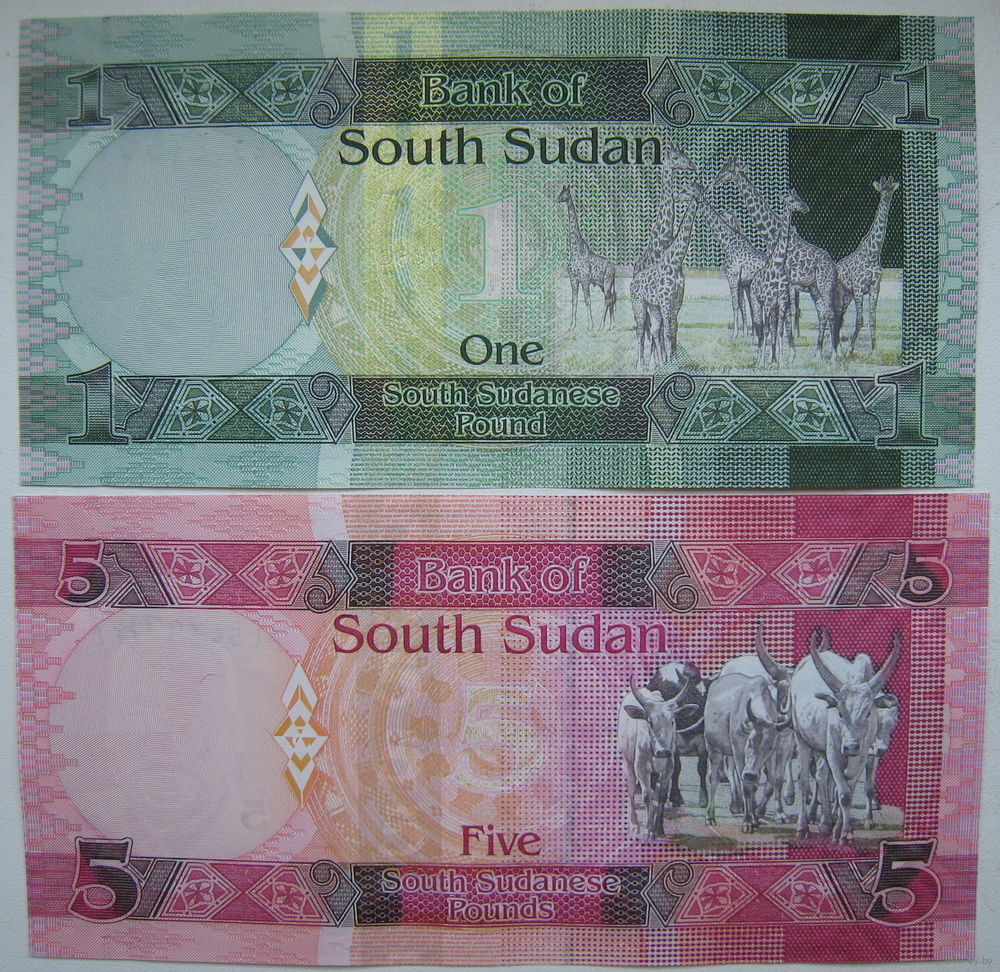 1 Bank of 1
South Sudan
1
One
1 South Sudanese 1
Pound
5 Bank of 5
South Sudan
5
Five
5 South Sudanese 5
Pounds